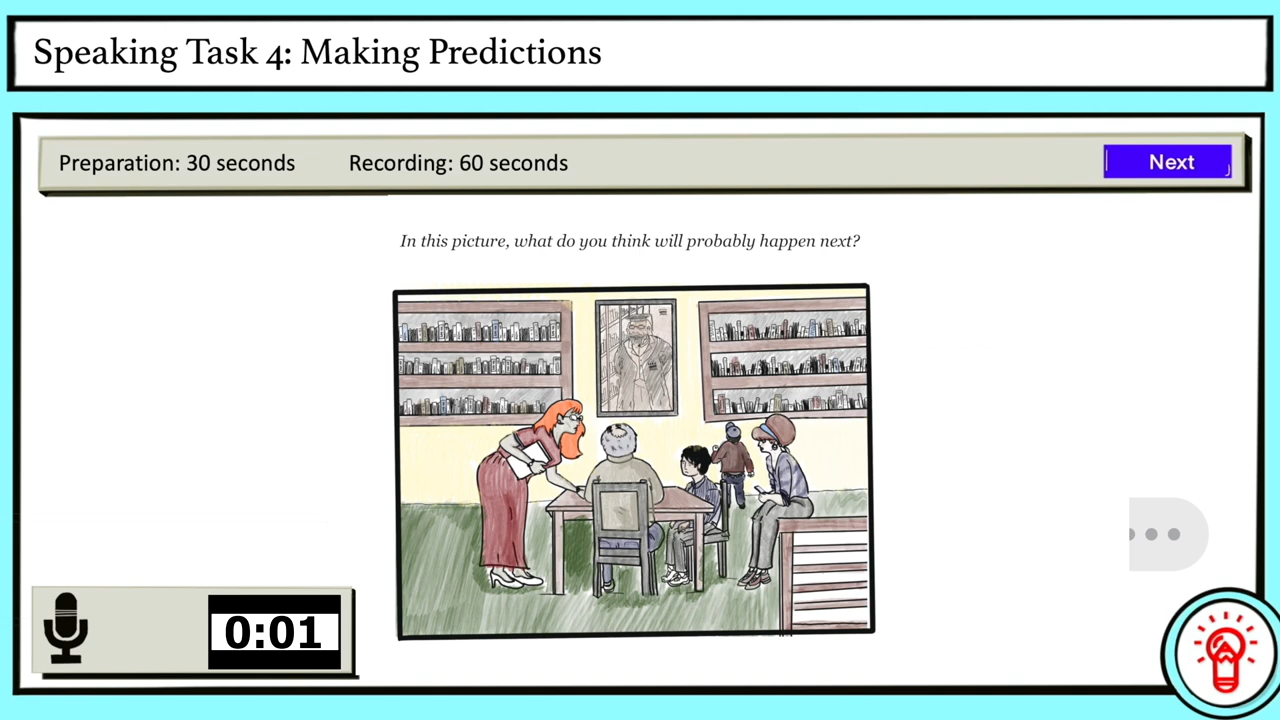 Speaking Task 4: Making Predictions
Preparation: 30 seconds
Recording: 60 seconds
Next
In this picture, what do you think will probably happen next?
0:01